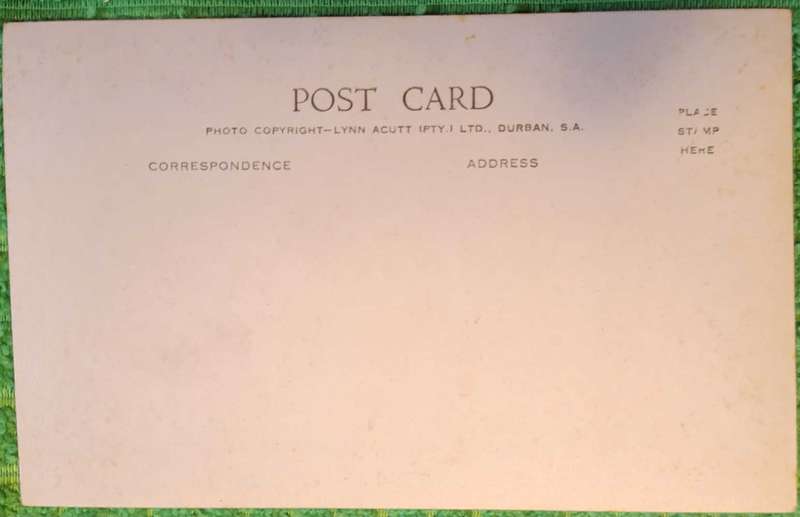 POST CARD
PHOTO COPYRIGHT—LYNN ACUTT (PTY.) LTD., DURBAN, S.A.
PLACE
STAMP
HERE
CORRESPONDENCE
ADDRESS